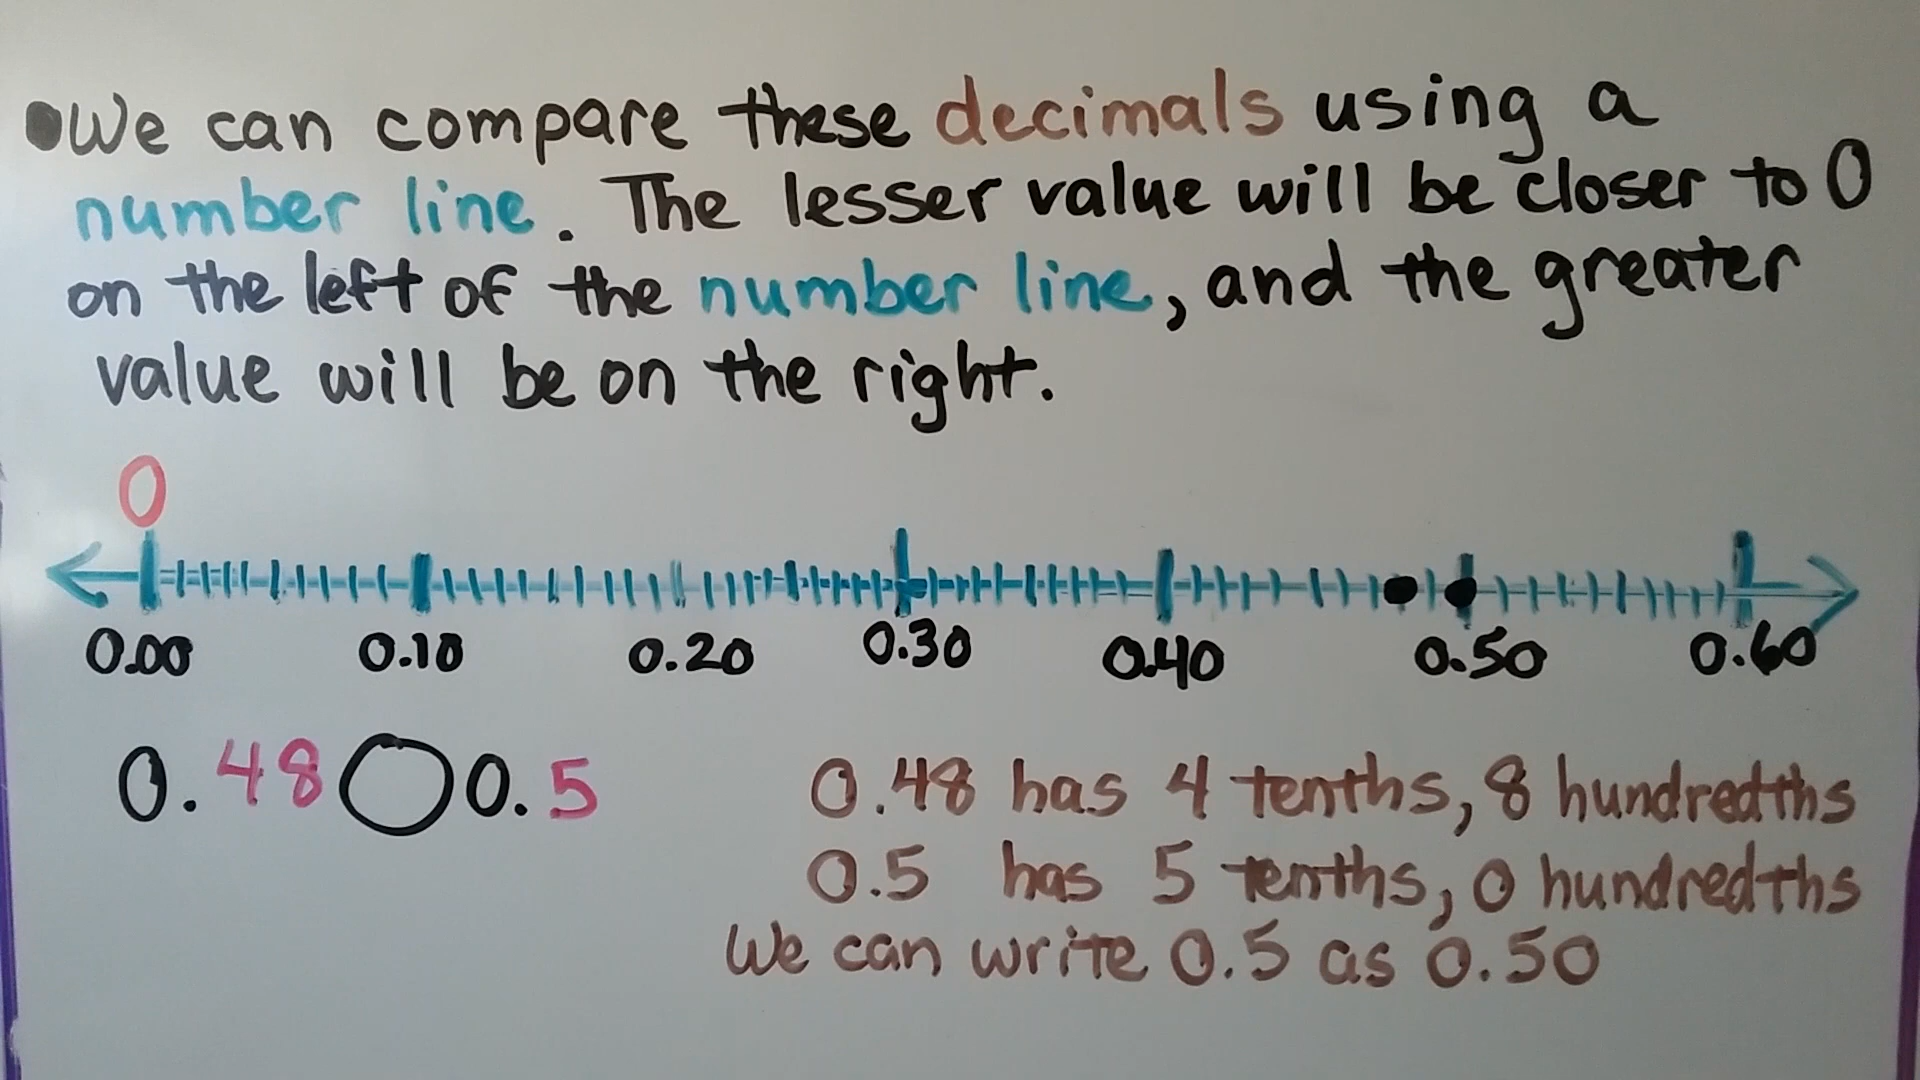 ●We can compare these decimals using a
number line. The lesser value will be closer to 0
on the left of the number line, and the greater
value will be on the right.
0
0.00 0.10 0.20 0.30 0.40 0.50 0.60
0.48 ◯ 0.5
0.48 has 4 tenths, 8 hundredths
0.5 has 5 tenths, 0 hundredths
We can write 0.5 as 0.50